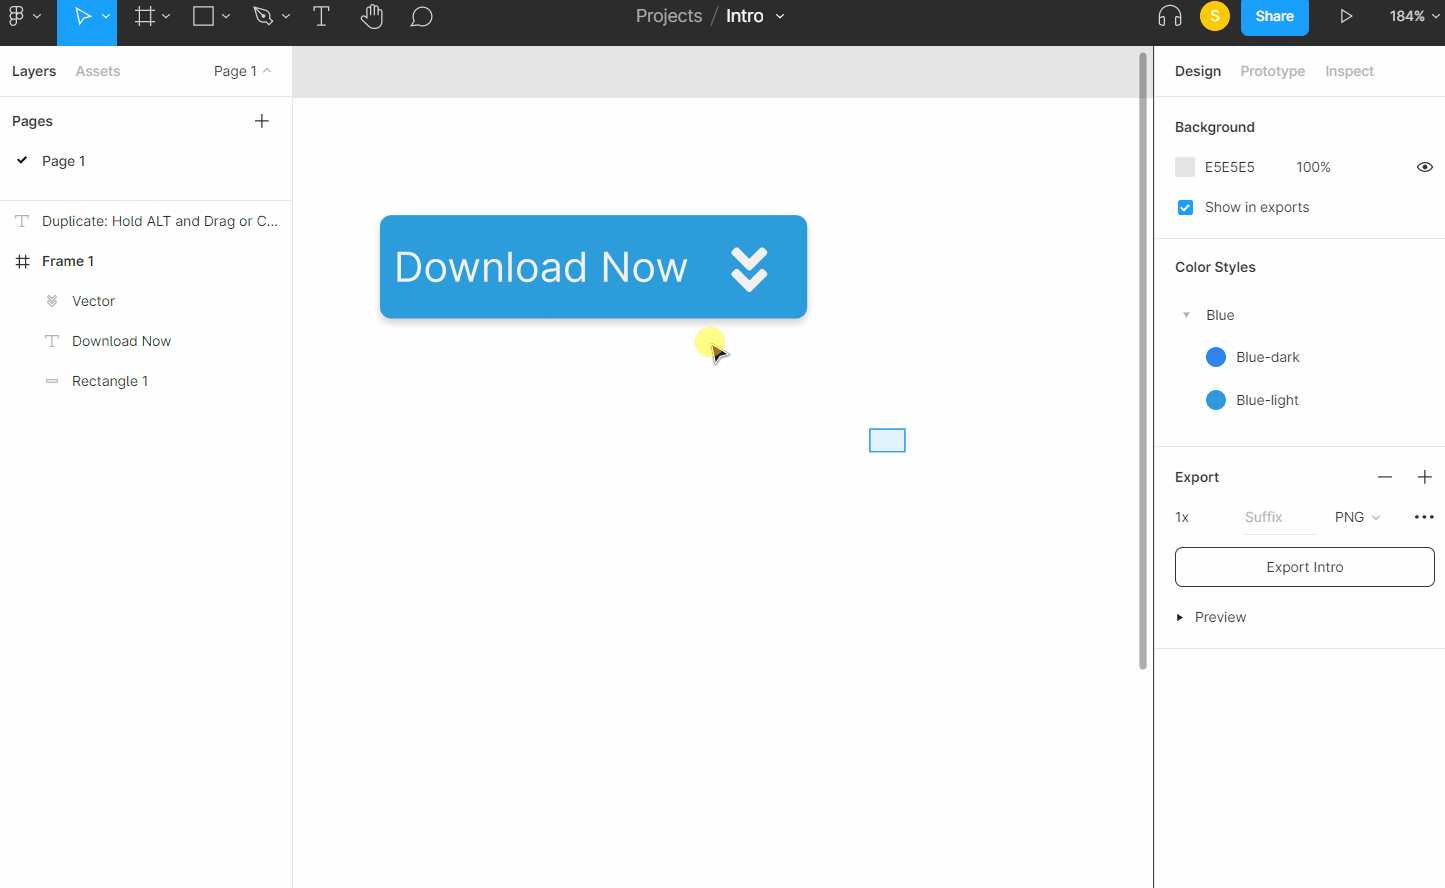 Projects / Intro
S
Share
184%
Layers Assets Page 1
Pages
Page 1
Duplicate: Hold ALT and Drag or C...
Frame 1
Vector
Download Now
Rectangle 1
Download Now
Design Prototype Inspect
Background
E5E5E5 100%
Show in exports
Color Styles
Blue
Blue-dark
Blue-light
Export
1x Suffix PNG
Export Intro
Preview